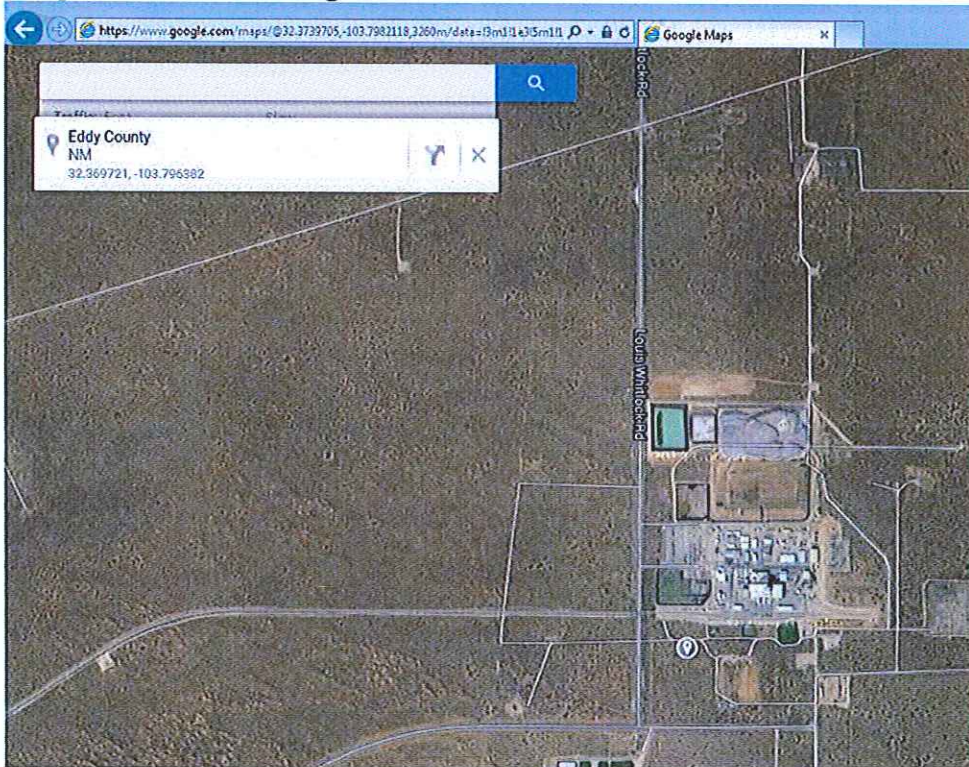 https://www.google.com/maps/@32.3739705,-103.7982118,3260m/data=!3m1!1e3!5m1!1
Google Maps
Eddy County
NM
32.369721, -103.796382
Louis Whitlock Rd